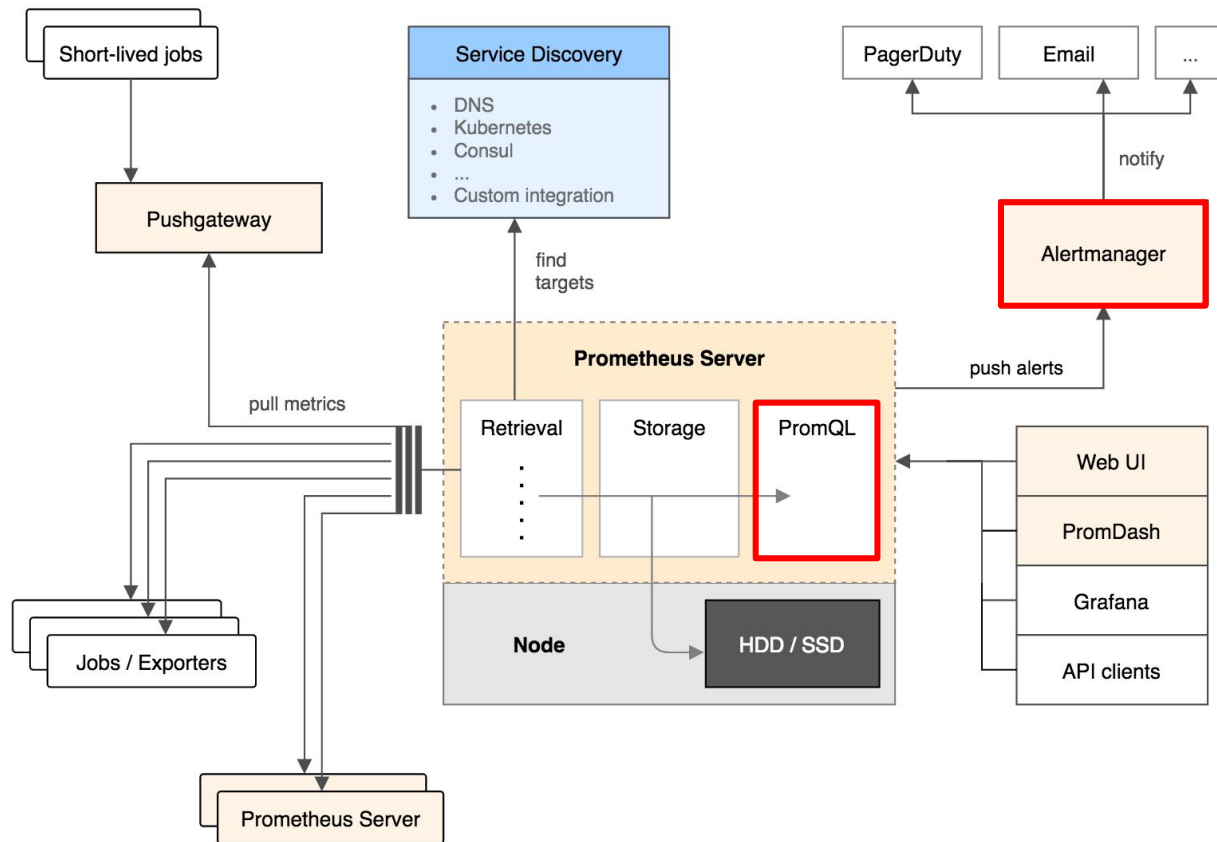 Short-lived jobs
Service Discovery
• DNS
• Kubernetes
• Consul
• ...
• Custom integration
PagerDuty
Email
...
notify
Pushgateway
Alertmanager
find
targets
Prometheus Server
push alerts
pull metrics
Retrieval
Storage
PromQL
Web UI
PromDash
Grafana
API clients
Node
HDD / SSD
Jobs / Exporters
Prometheus Server